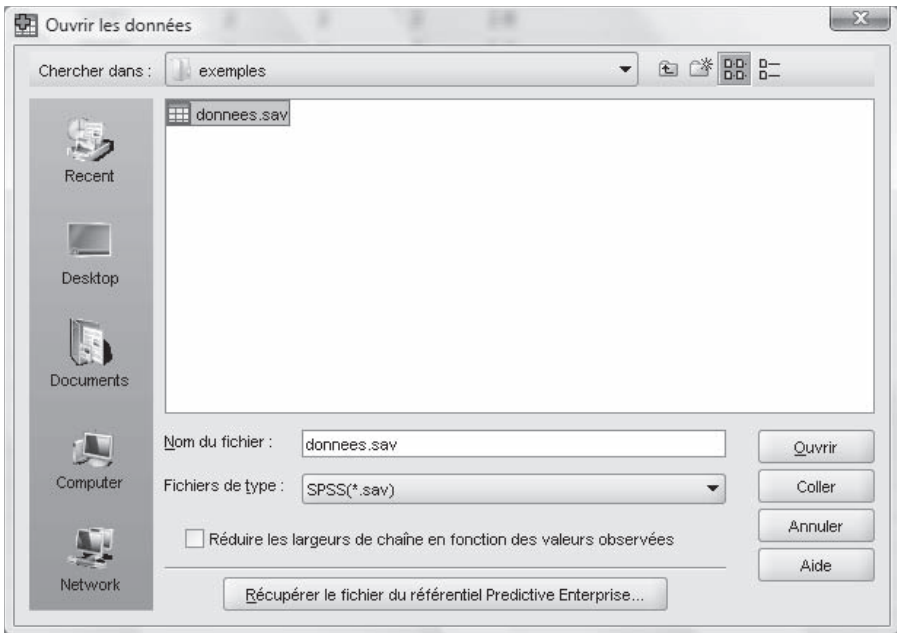 Ouvrir les données
Chercher dans :
exemples
donnees.sav
Recent
Desktop
Documents
Computer
Network
Nom du fichier :
donnees.sav
Ouvrir
Fichiers de type :
SPSS(*.sav)
Coller
Réduire les largeurs de chaîne en fonction des valeurs observées
Annuler
Aide
Récupérer le fichier du référentiel Predictive Enterprise...